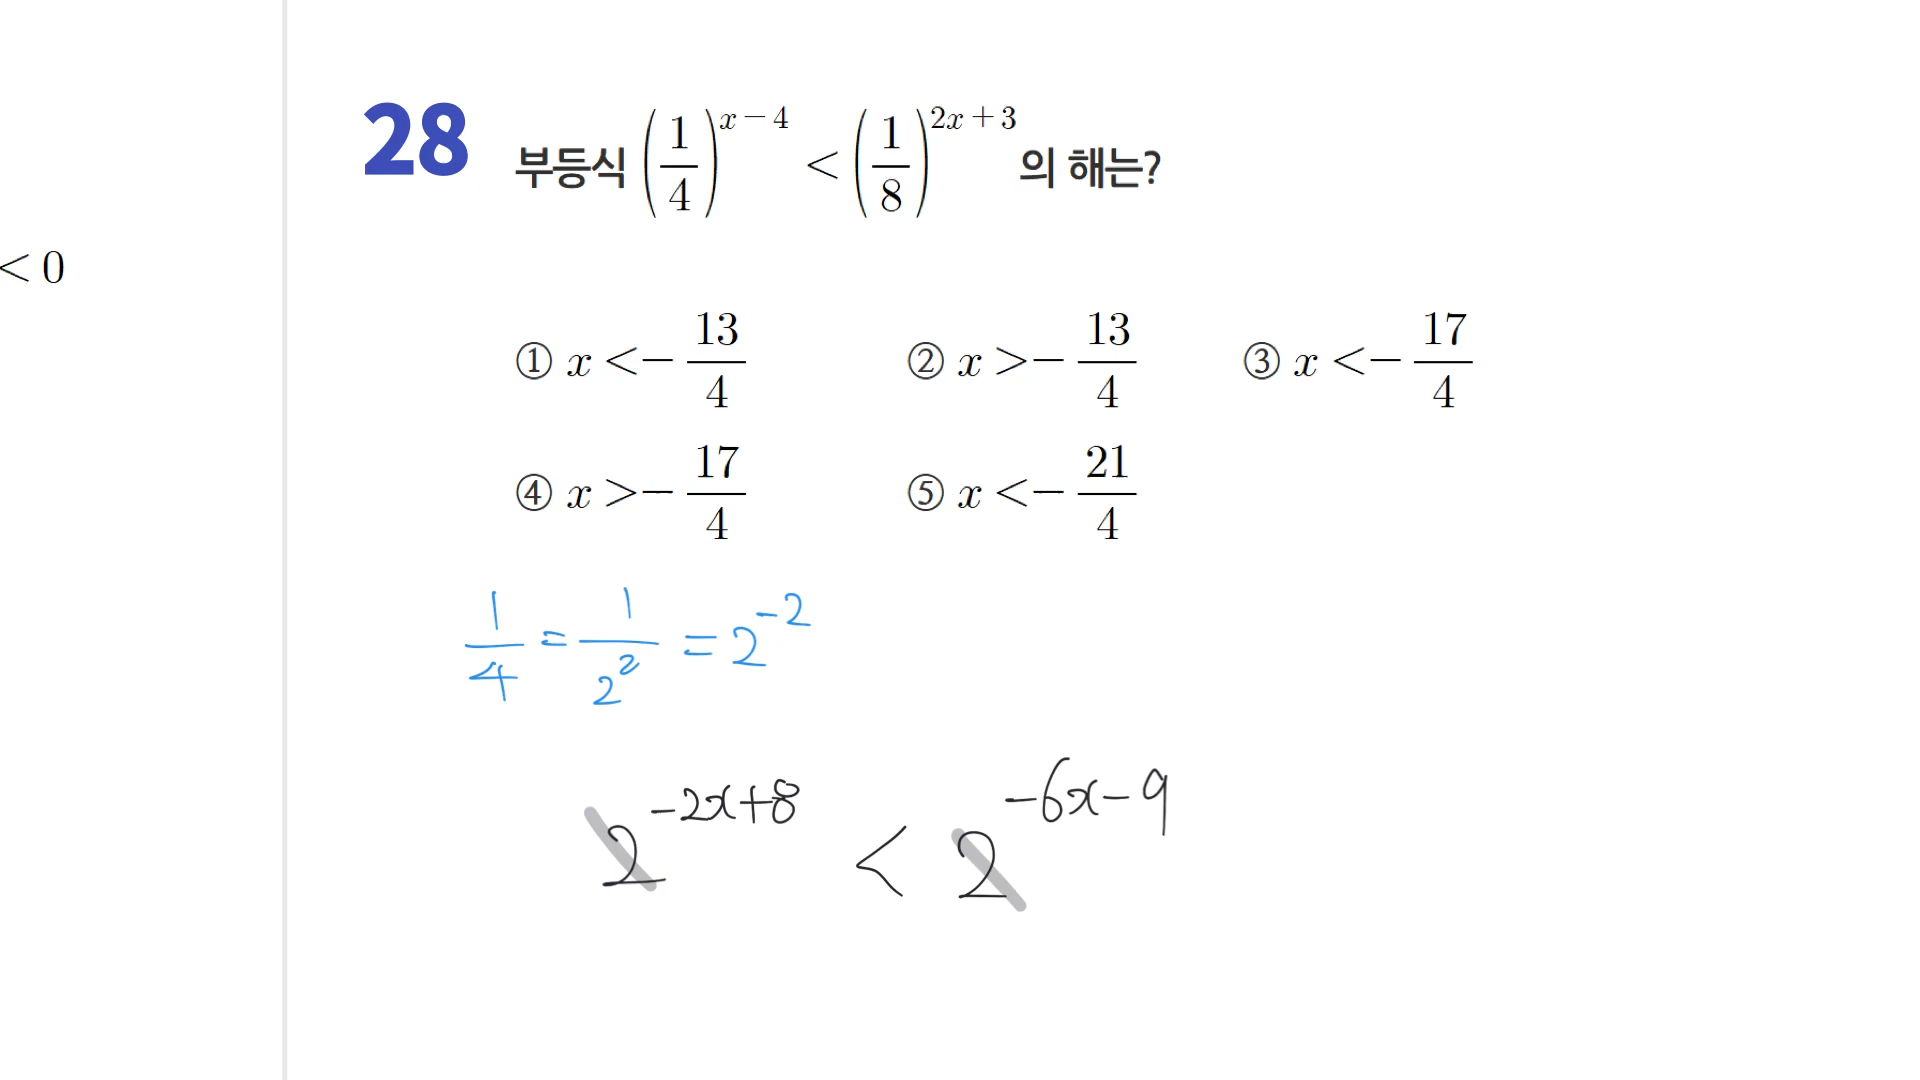 < 0
28 부등식 (1/4)^{x-4} < (1/8)^{2x+3} 의 해는?
① x < -13/4 ② x > -13/4 ③ x < -17/4
④ x > -17/4 ⑤ x < -21/4
1/4 = 1/2^2 = 2^{-2}
2^{-2x+8} < 2^{-6x-9}